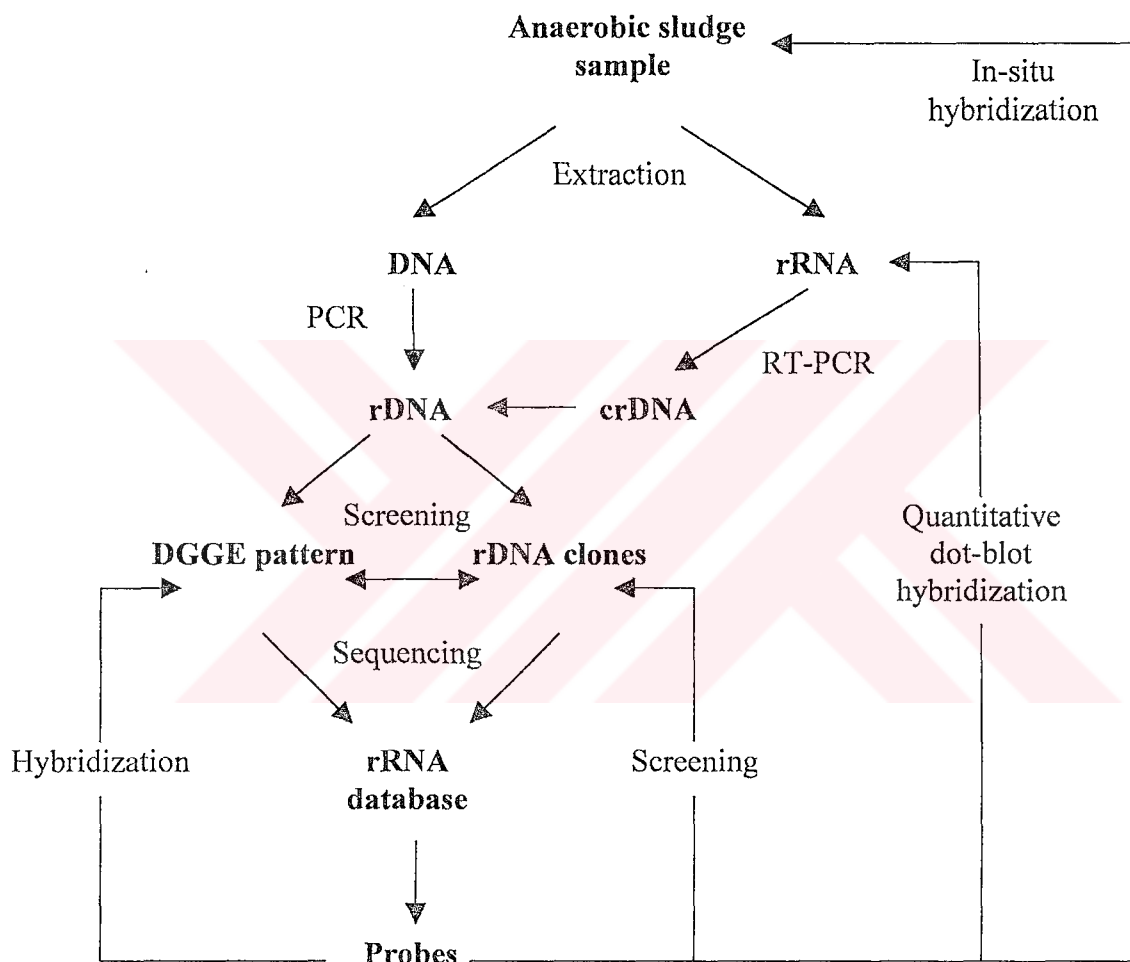 Anaerobic sludge
sample
In-situ
hybridization
Extraction
DNA
rRNA
PCR
RT-PCR
rDNA
crDNA
Screening
DGGE pattern
rDNA clones
Quantitative
dot-blot
hybridization
Sequencing
Hybridization
rRNA
database
Screening
Probes